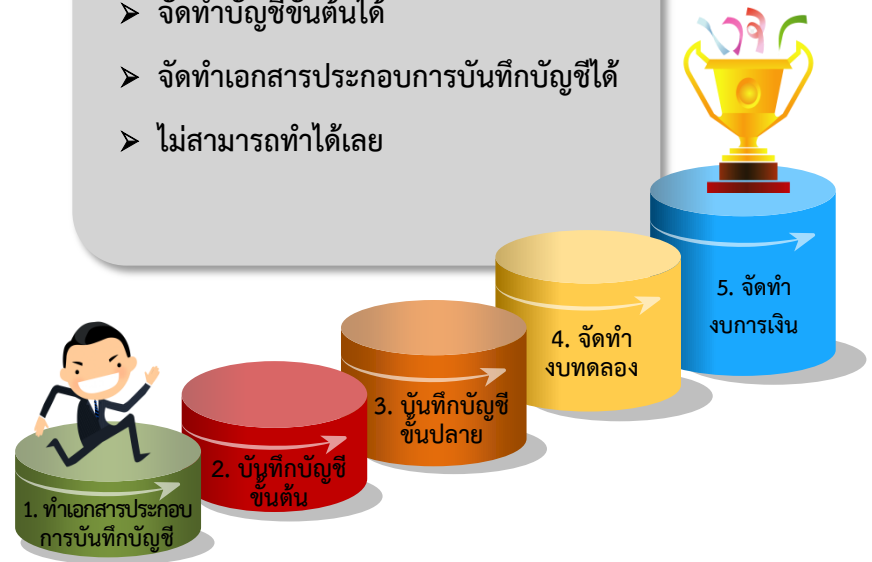 ➢ จัดทำบัญชีขั้นต้นได้
➢ จัดทำเอกสารประกอบการบันทึกบัญชีได้
➢ ไม่สามารถทำได้เลย
5. จัดทำ
งบการเงิน
4. จัดทำ
งบทดลอง
3. บันทึกบัญชี
ขั้นปลาย
2. บันทึกบัญชี
ขั้นต้น
1. ทำเอกสารประกอบ
การบันทึกบัญชี